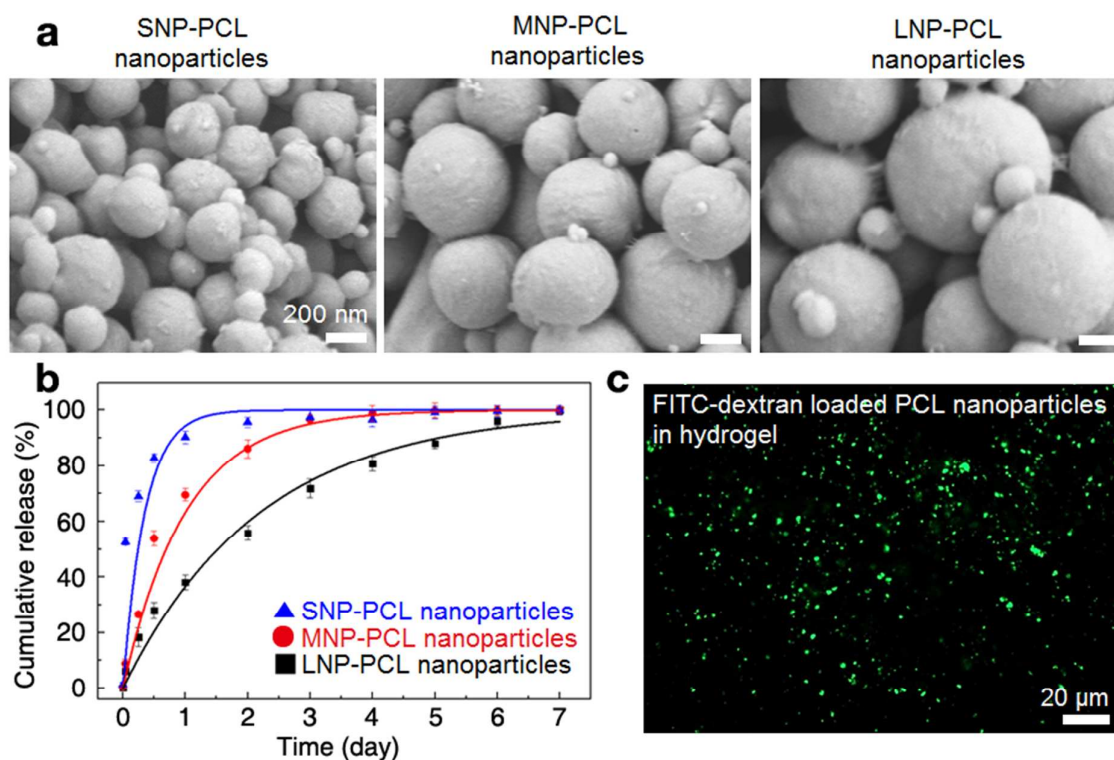 a
SNP-PCL
nanoparticles
MNP-PCL
nanoparticles
LNP-PCL
nanoparticles
200 nm
b
Cumulative release (%)
100
80
60
40
20
0
SNP-PCL nanoparticles
MNP-PCL nanoparticles
LNP-PCL nanoparticles
0 1 2 3 4 5 6 7
Time (day)
c
FITC-dextran loaded PCL nanoparticles
in hydrogel
20 µm